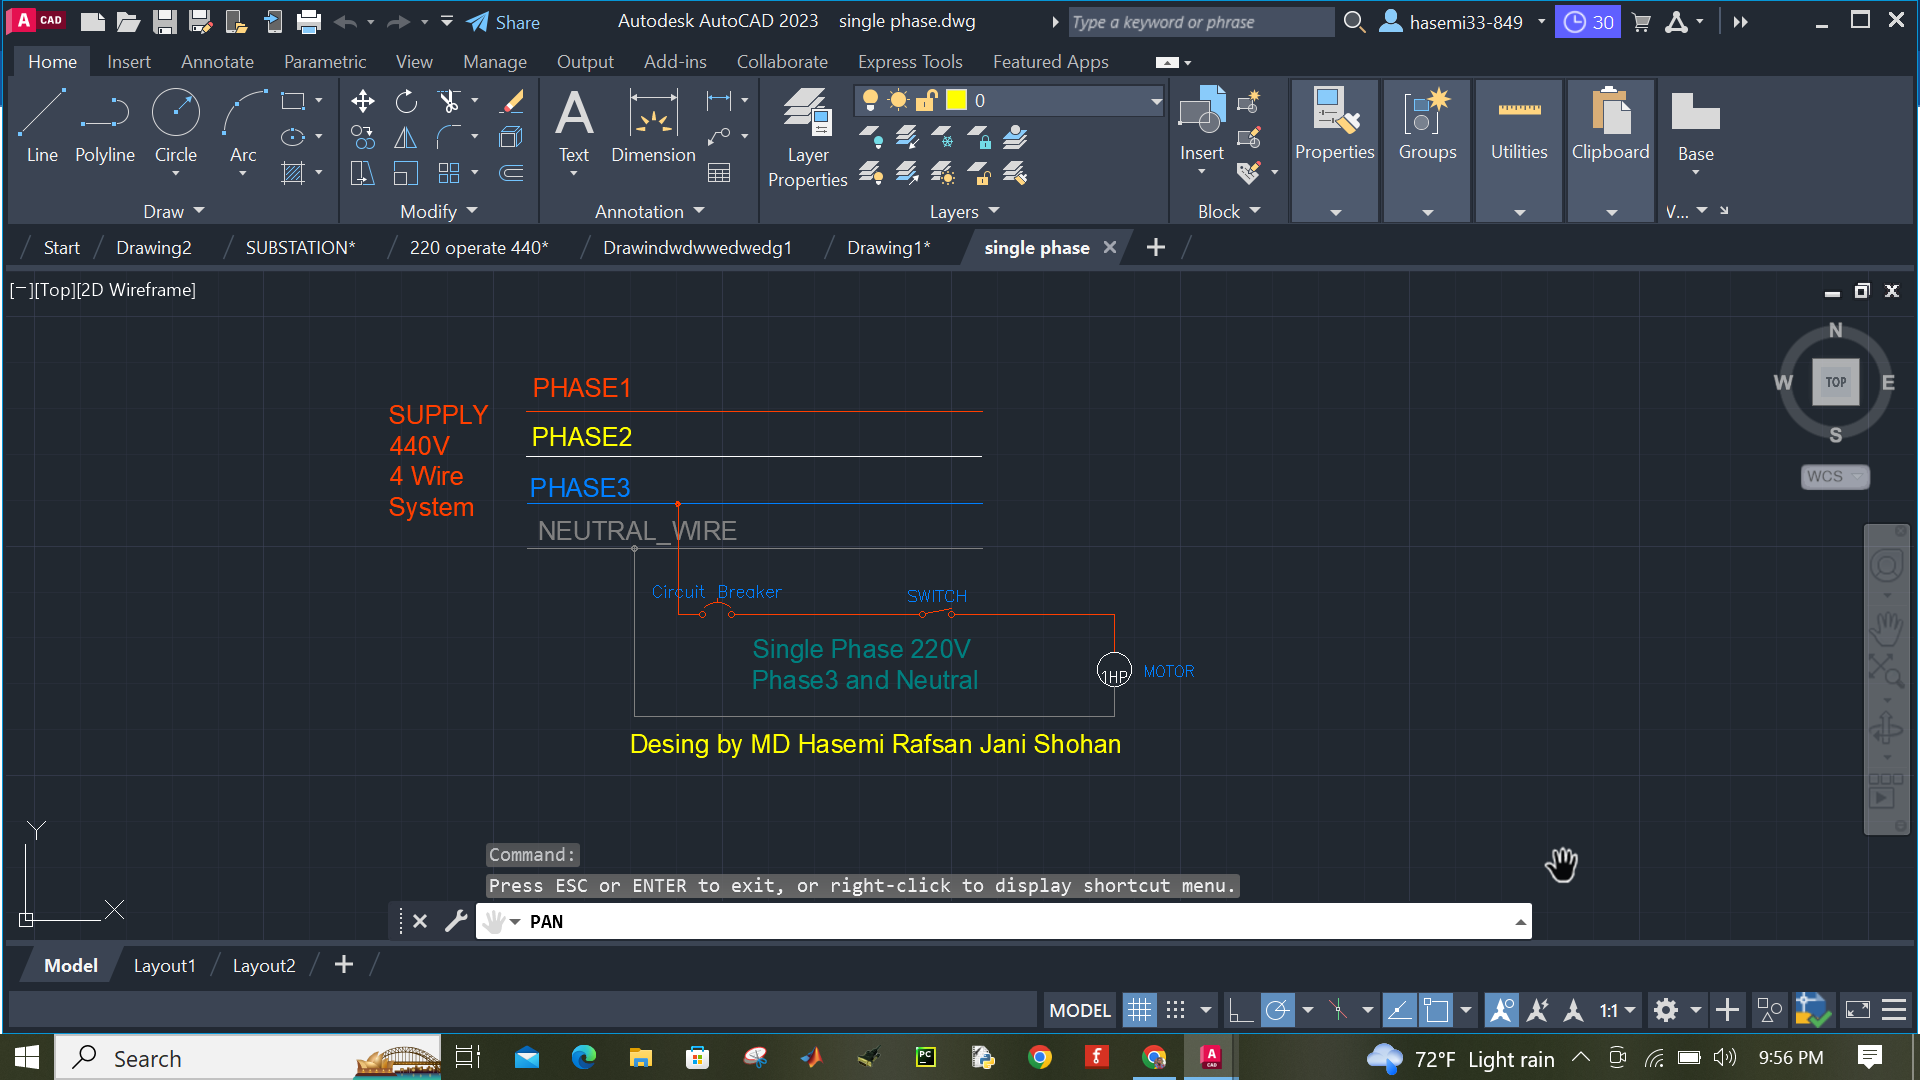 A CAD
Share
Autodesk AutoCAD 2023 single phase.dwg
Type a keyword or phrase
hasemi33-849
30
Home Insert Annotate Parametric View Manage Output Add-ins Collaborate Express Tools Featured Apps
0
Line Polyline Circle Arc
Text Dimension
Layer
Properties
Insert
Properties Groups Utilities Clipboard Base
Draw Modify Annotation Layers Block V...
Start Drawing2 SUBSTATION* 220 operate 440* Drawindwdwwedwedg1 Drawing1* single phase
[−][Top][2D Wireframe]
N
W TOP E
S
WCS
PHASE1
SUPPLY
440V
4 Wire
System
PHASE2
PHASE3
NEUTRAL_WIRE
Circuit Breaker
SWITCH
Single Phase 220V
Phase3 and Neutral
1HP
MOTOR
Desing by MD Hasemi Rafsan Jani Shohan
Y
X
Command:
Press ESC or ENTER to exit, or right-click to display shortcut menu.
PAN
Model Layout1 Layout2
MODEL
1:1
Search
PC
72°F Light rain
9:56 PM